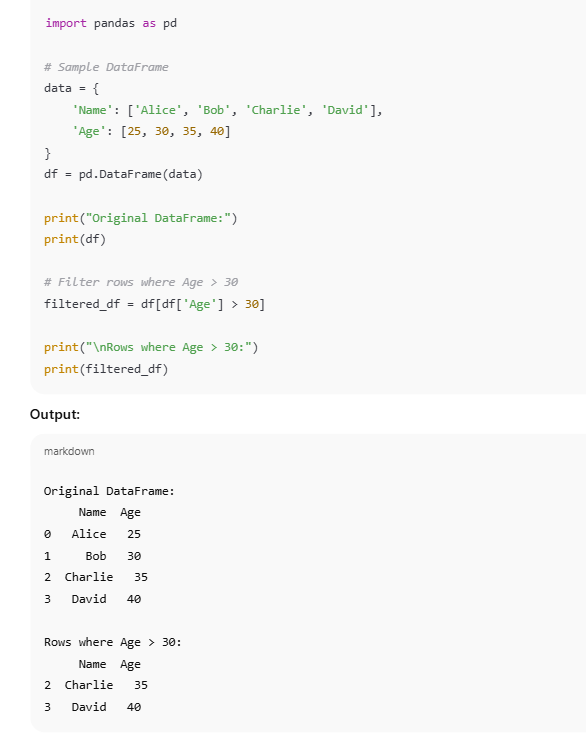 import pandas as pd
# Sample DataFrame
data = {
    'Name': ['Alice', 'Bob', 'Charlie', 'David'],
    'Age': [25, 30, 35, 40]
}
df = pd.DataFrame(data)
print("Original DataFrame:")
print(df)
# Filter rows where Age > 30
filtered_df = df[df['Age'] > 30]
print("\nRows where Age > 30:")
print(filtered_df)
Output:
markdown
Original DataFrame:
     Name  Age
0   Alice   25
1     Bob   30
2  Charlie   35
3   David   40
Rows where Age > 30:
     Name  Age
2  Charlie   35
3   David   40